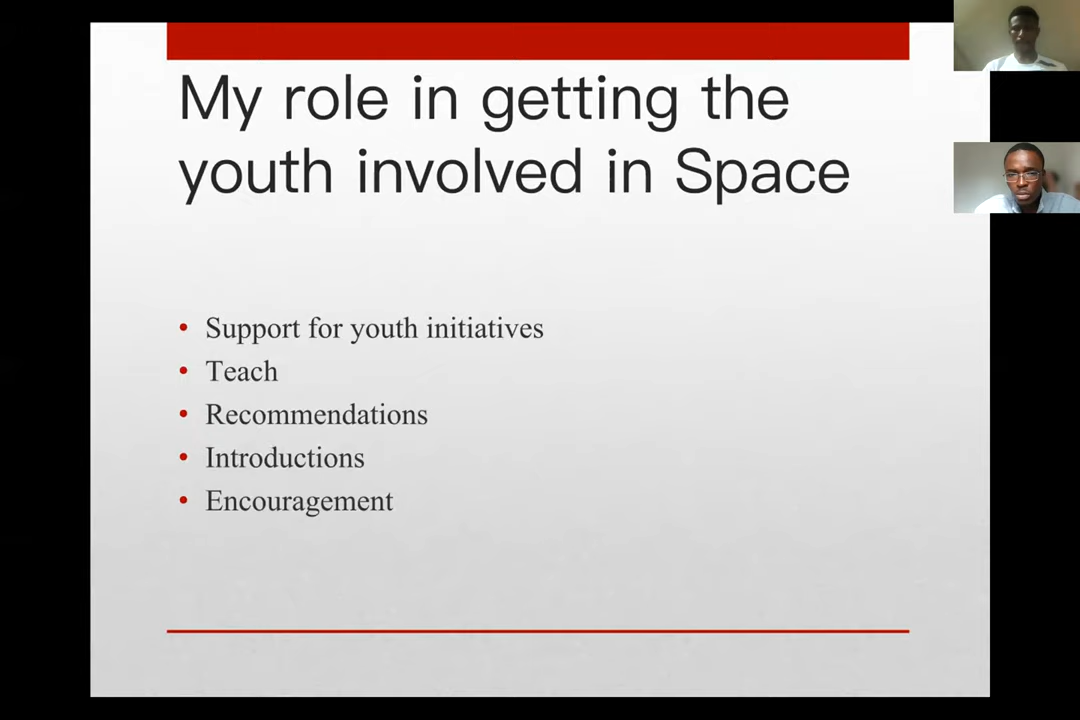 My role in getting the
youth involved in Space
• Support for youth initiatives
• Teach
• Recommendations
• Introductions
• Encouragement